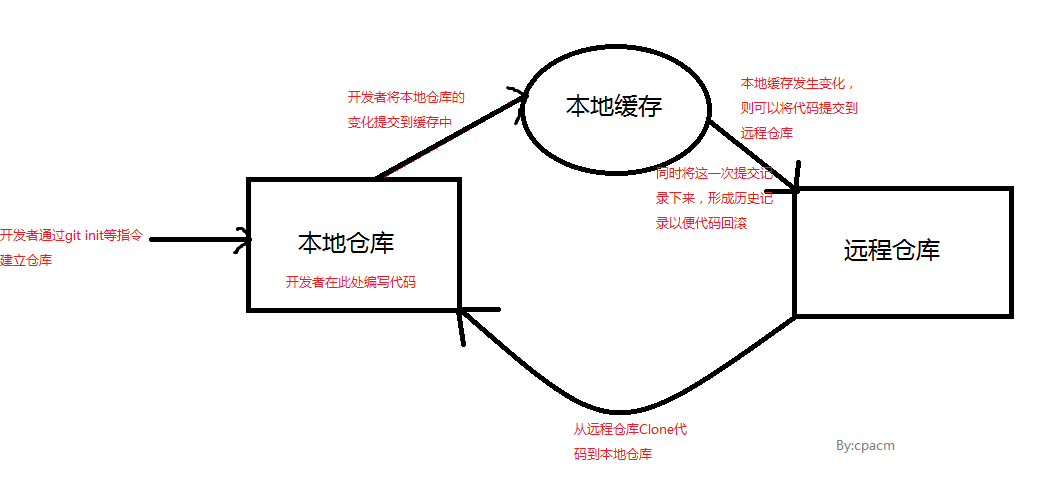 开发者将本地仓库的
变化提交到缓存中
本地缓存
本地缓存发生变化，
则可以将代码提交到
远程仓库
同时将这一次提交记
录下来，形成历史记
录以便代码回滚
开发者通过git init等指令
建立仓库
本地仓库
开发者在此处编写代码
远程仓库
从远程仓库Clone代
码到本地仓库
By:cpacm